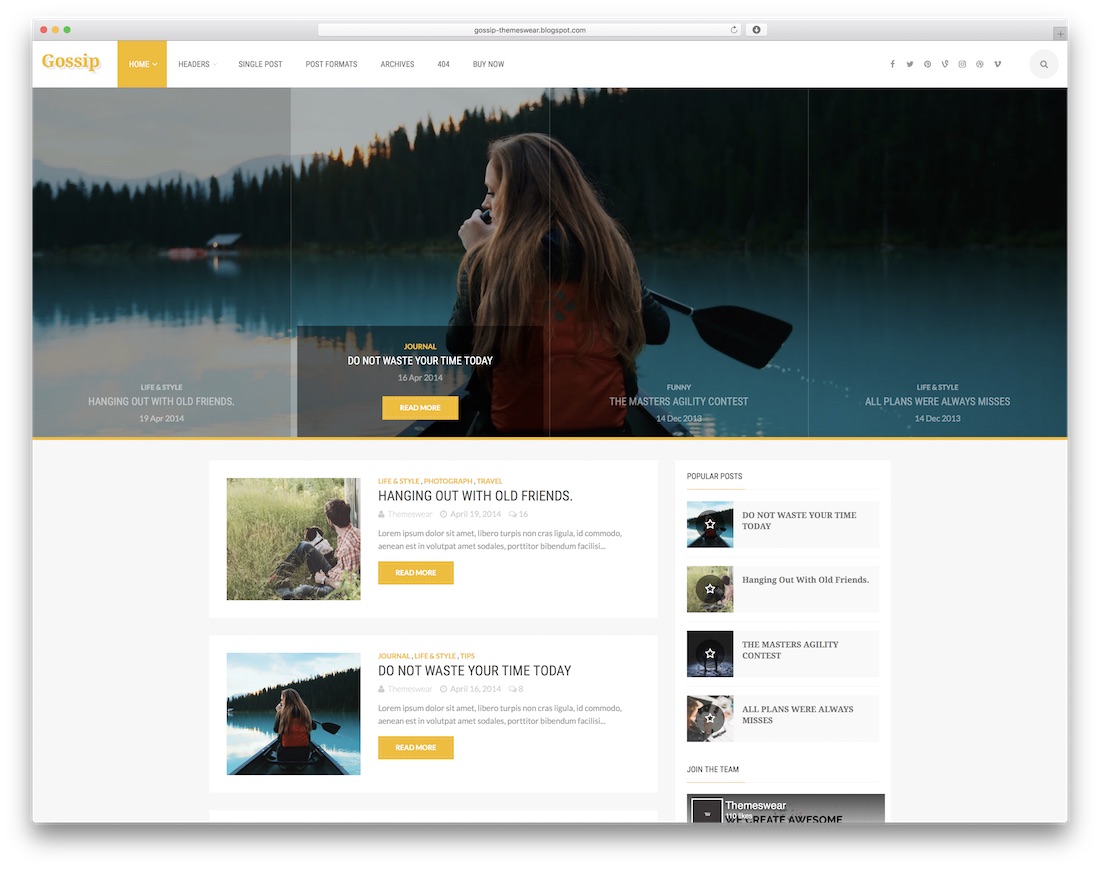 gossip-themeswear.blogspot.com
Gossip
HOME
HEADERS
SINGLE POST
POST FORMATS
ARCHIVES
404
BUY NOW
LIFE & STYLE
HANGING OUT WITH OLD FRIENDS.
19 Apr 2014
JOURNAL
DO NOT WASTE YOUR TIME TODAY
16 Apr 2014
READ MORE
FUNNY
THE MASTERS AGILITY CONTEST
14 Dec 2013
LIFE & STYLE
ALL PLANS WERE ALWAYS MISSES
14 Dec 2013
LIFE & STYLE , PHOTOGRAPH , TRAVEL
HANGING OUT WITH OLD FRIENDS.
Themeswear April 19, 2014 16
Lorem ipsum dolor sit amet, libero turpis non cras ligula, id commodo,
aenean est in volutpat amet sodales, porttitor bibendum facilisi...
READ MORE
JOURNAL , LIFE & STYLE , TIPS
DO NOT WASTE YOUR TIME TODAY
Themeswear April 16, 2014 8
Lorem ipsum dolor sit amet, libero turpis non cras ligula, id commodo,
aenean est in volutpat amet sodales, porttitor bibendum facilisi...
READ MORE
POPULAR POSTS
DO NOT WASTE YOUR TIME
TODAY
Hanging Out With Old Friends.
THE MASTERS AGILITY
CONTEST
ALL PLANS WERE ALWAYS
MISSES
JOIN THE TEAM
Themeswear
110 likes
WE CREATE AWESOME